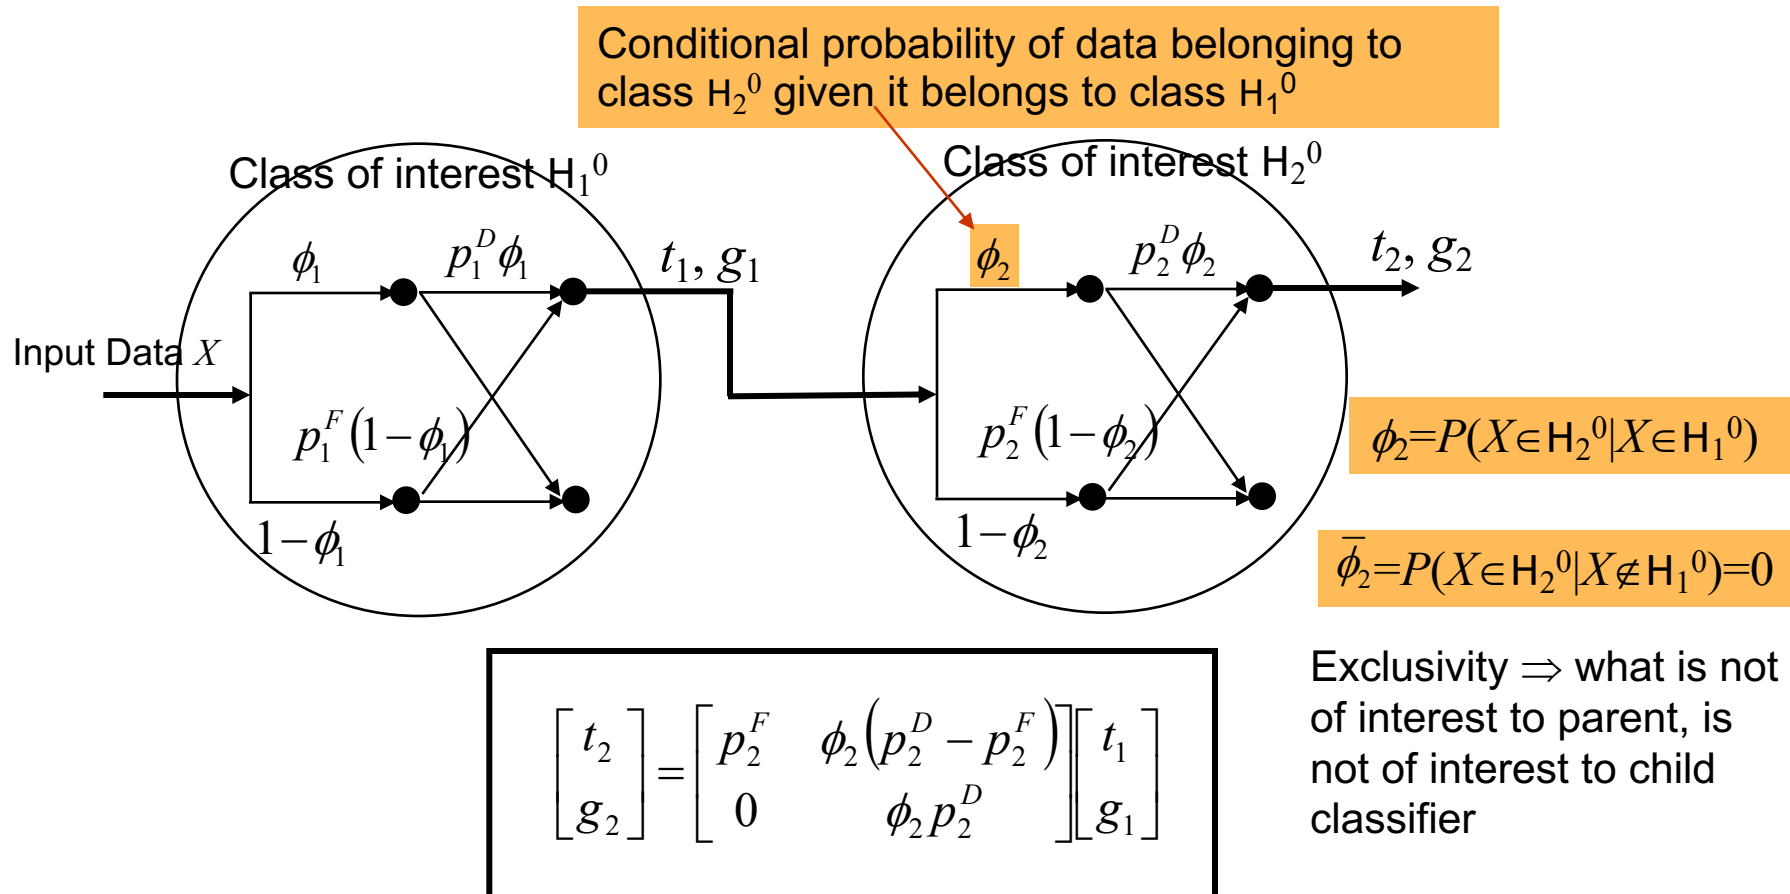 Conditional probability of data belonging to
class H₂⁰ given it belongs to class H₁⁰
Class of interest H₁⁰
Class of interest H₂⁰
ϕ₁
p₁ᴰϕ₁
t₁, g₁
ϕ₂
p₂ᴰϕ₂
t₂, g₂
Input Data X
p₁ᶠ(1−ϕ₁)
p₂ᶠ(1−ϕ₂)
ϕ₂=P(X∈H₂⁰|X∈H₁⁰)
1−ϕ₁
1−ϕ₂
ϕ̄₂=P(X∈H₂⁰|X∉H₁⁰)=0
Exclusivity ⇒ what is not
of interest to parent, is
not of interest to child
classifier
[t₂ g₂] = [p₂ᶠ ϕ₂(p₂ᴰ − p₂ᶠ) 0 ϕ₂p₂ᴰ][t₁ g₁]